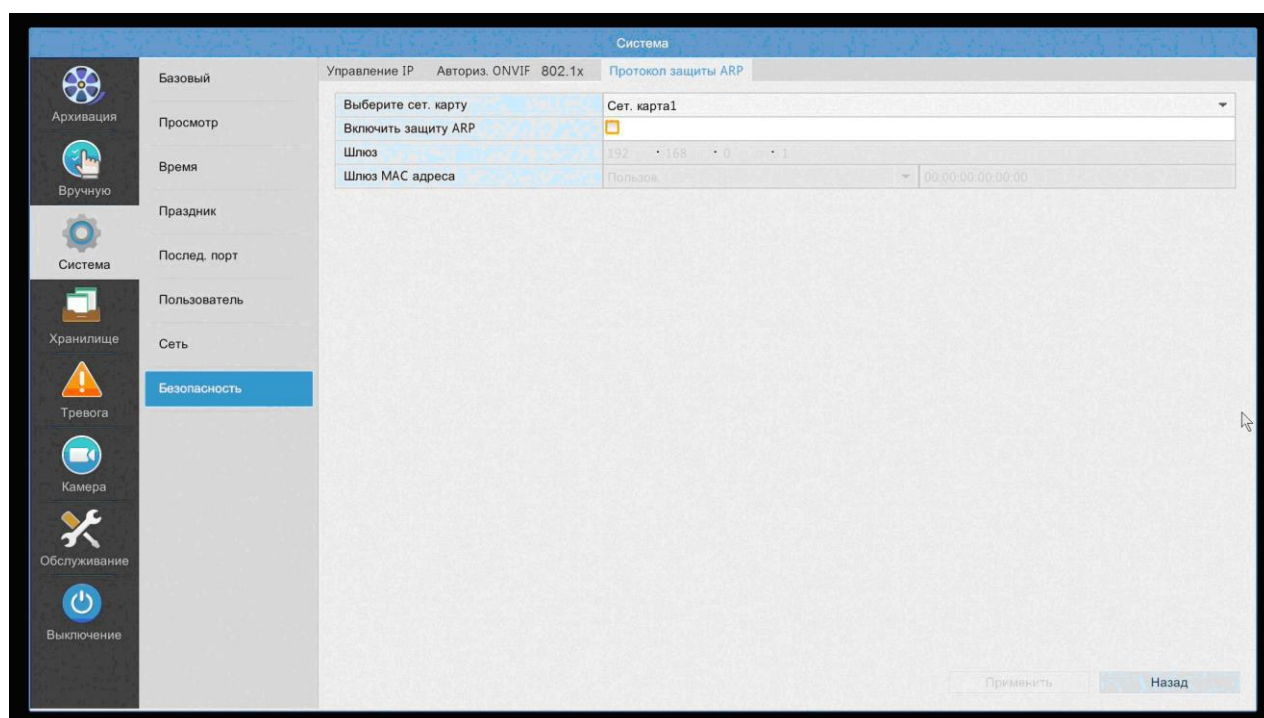 Система
Архивация
Вручную
Система
Хранилище
Тревога
Камера
Обслуживание
Выключение
Базовый
Просмотр
Время
Праздник
Послед. порт
Пользователь
Сеть
Безопасность
Управление IP Авториз. ONVIF 802.1x Протокол защиты ARP
Выберите сет. карту Сет. карта1
Включить защиту ARP
Шлюз 192 . 168 . 0 . 1
Шлюз MAC адреса Пользов. 00:00:00:00:00:00
Применить Назад